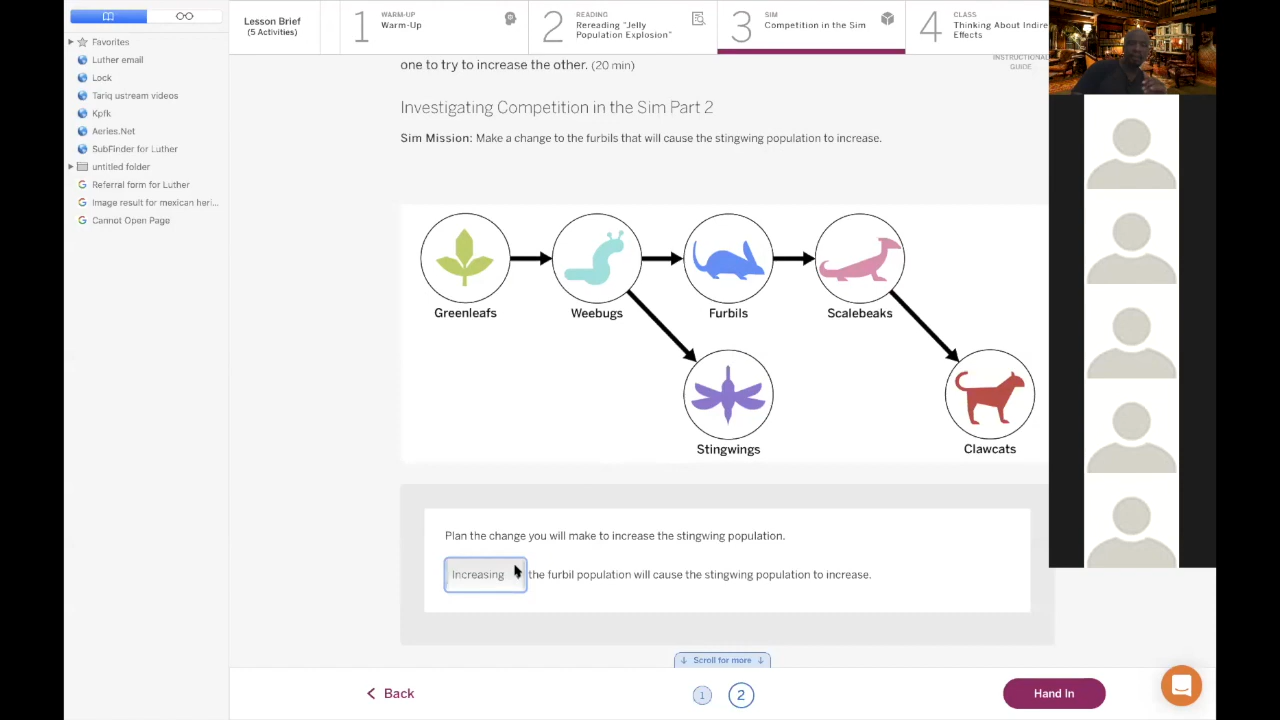 Favorites
Luther email
Lock
Tariq ustream videos
Kpfk
Aeries.Net
SubFinder for Luther
untitled folder
Referral form for Luther
Image result for mexican heri...
Cannot Open Page
Lesson Brief
(5 Activities)
1
WARM-UP
Warm-Up
2
READING
Rereading "Jelly
Population Explosion"
3
SIM
Competition in the Sim
4
CLASS
Thinking About Indire
Effects
one to try to increase the other. (20 min)
INSTRUCTIONAL
GUIDE
Investigating Competition in the Sim Part 2
Sim Mission: Make a change to the furbils that will cause the stingwing population to increase.
Greenleafs
Weebugs
Furbils
Scalebeaks
Stingwings
Clawcats
Plan the change you will make to increase the stingwing population.
Increasing the furbil population will cause the stingwing population to increase.
Scroll for more
Back
1
2
Hand In